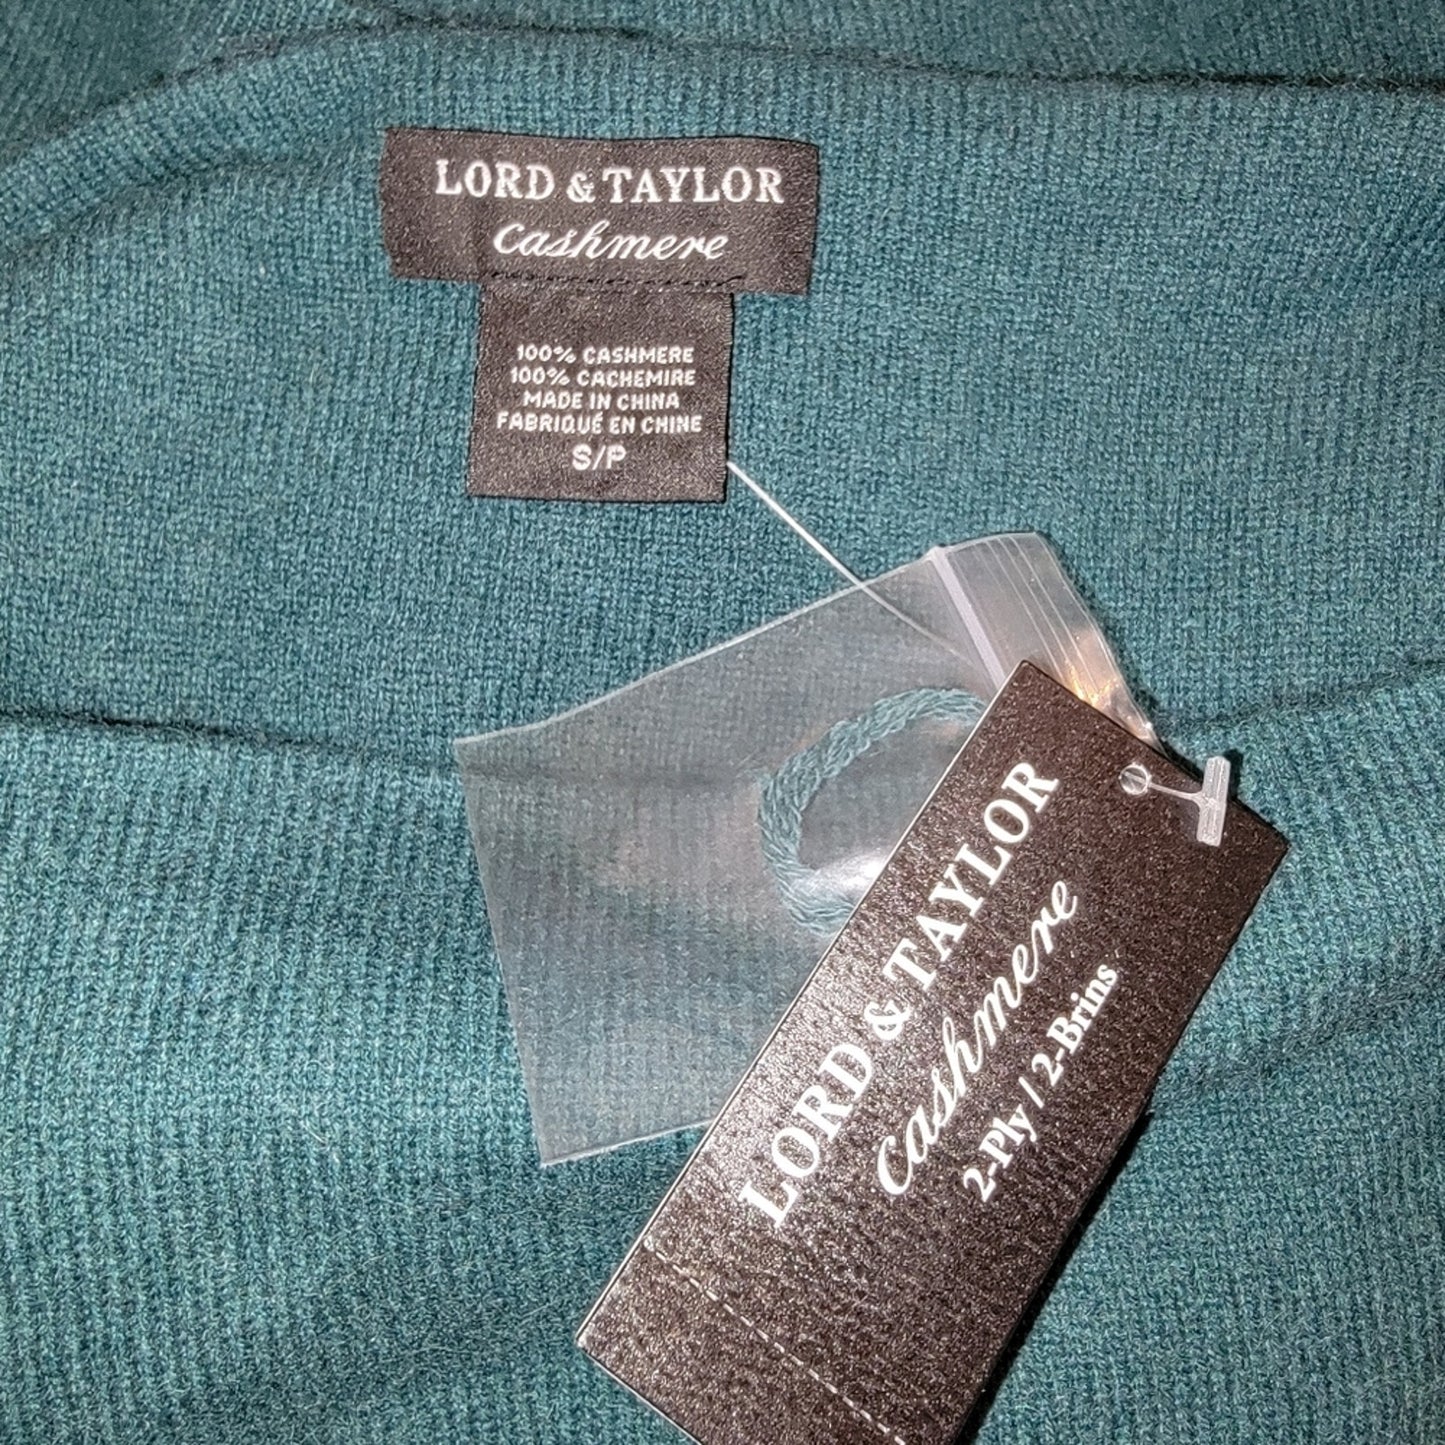 LORD & TAYLOR
Cashmere
100% CASHMERE
100% CACHEMIRE
MADE IN CHINA
FABRIQUÉ EN CHINE
S/P
LORD & TAYLOR
Cashmere
2-Ply / 2-Brins